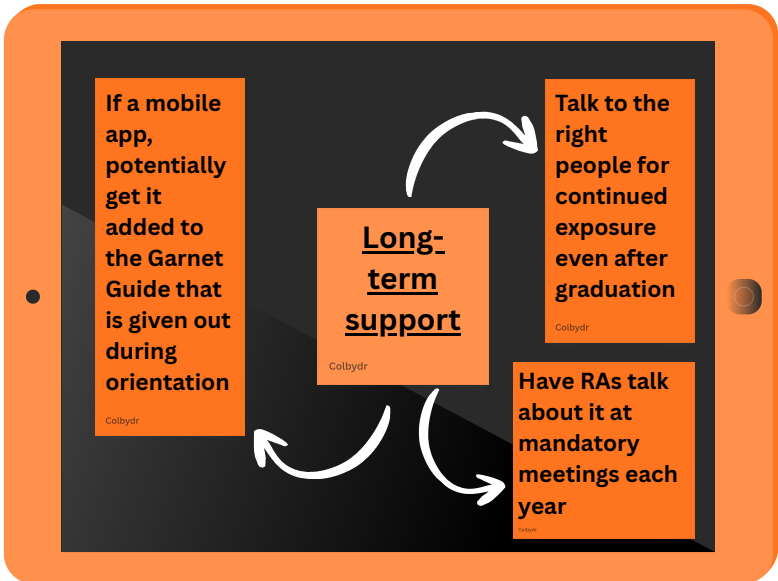 If a mobile
app,
potentially
get it
added to
the Garnet
Guide that
is given out
during
orientation
Colbydr
Long-
term
support
Colbydr
Talk to the
right
people for
continued
exposure
even after
graduation
Colbydr
Have RAs talk
about it at
mandatory
meetings each
year
Colbydr